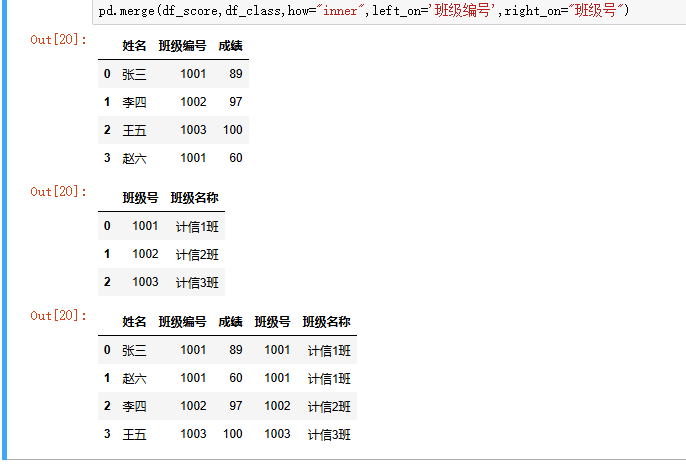 pd.merge(df_score,df_class,how="inner",left_on='班级编号',right_on="班级号")
Out[20]:
姓名 班级编号 成绩
0 张三 1001 89
1 李四 1002 97
2 王五 1003 100
3 赵六 1001 60
Out[20]:
班级号 班级名称
0 1001 计信1班
1 1002 计信2班
2 1003 计信3班
Out[20]:
姓名 班级编号 成绩 班级号 班级名称
0 张三 1001 89 1001 计信1班
1 赵六 1001 60 1001 计信1班
2 李四 1002 97 1002 计信2班
3 王五 1003 100 1003 计信3班